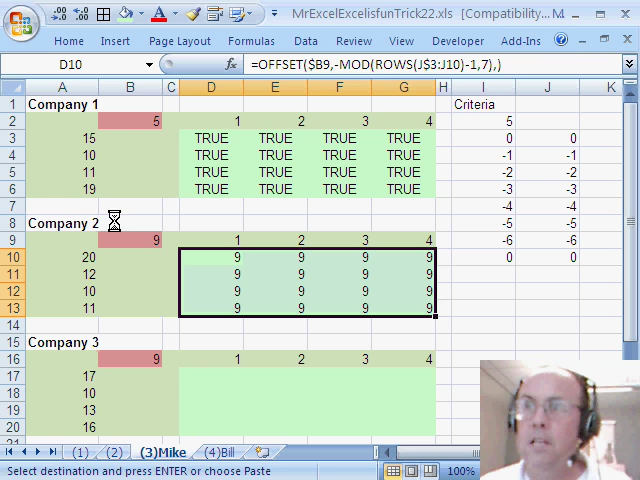 MrExcelExcelisfunTrick22.xls [Compatibility... M...
Home Insert Page Layout Formulas OFFSET Developer Add-Ins
D10 fx =OFFSET($B9,-MOD(ROWS(J$3:J10)-1,7),)
A B C D E F G H I J K
1 Company 1 Criteria
2 5 1 2 3 4 5
3 15 TRUE TRUE TRUE TRUE 0 0
4 10 TRUE TRUE TRUE TRUE -1 -1
5 11 TRUE TRUE TRUE TRUE -2 -2
6 19 TRUE TRUE TRUE TRUE -3 -3
7 -4 -4
8 Company 2 -5 -5
9 9 1 2 3 4 -6 -6
10 20 9 9 9 9 0 0
11 12 9 9 9 9
12 10 9 9 9 9
13 11 9 9 9 9
14
15 Company 3
16 9 1 2 3 4
17 17
18 10
19 13
20 16
21
(1) (2) (3)Mike (4)Bill
Select destination and press ENTER or choose Paste 100%